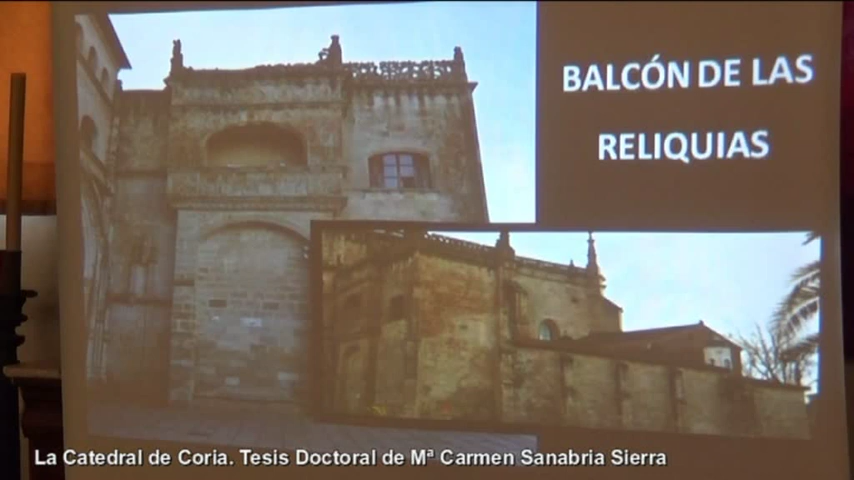 BALCÓN DE LAS
RELIQUIAS
La Catedral de Coria. Tesis Doctoral de Mª Carmen Sanabria Sierra